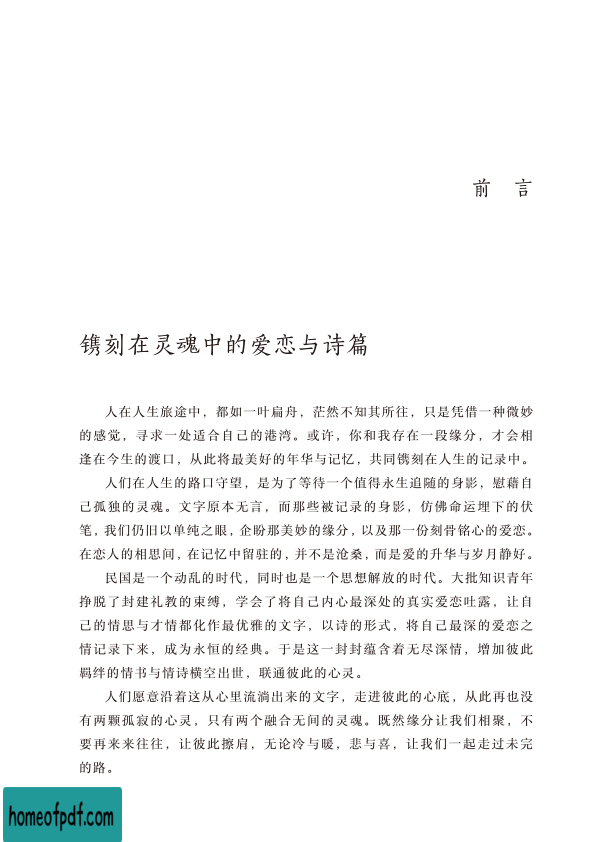 前 言
镌刻在灵魂中的爱恋与诗篇
人在人生旅途中，都如一叶扁舟，茫然不知其所往，只是凭借一种微妙
的感觉，寻求一处适合自己的港湾。或许，你和我存在一段缘分，才会相
逢在今生的渡口，从此将最美好的年华与记忆，共同镌刻在人生的记录中。
人们在人生的路口守望，是为了等待一个值得永生追随的身影，慰藉自
己孤独的灵魂。文字原本无言，而那些被记录的身影，仿佛命运埋下的伏
笔，我们仍旧以单纯之眼，企盼那美妙的缘分，以及那一份刻骨铭心的爱恋。
在恋人的相思间，在记忆中留驻的，并不是沧桑，而是爱的升华与岁月静好。
民国是一个动乱的时代，同时也是一个思想解放的时代。大批知识青年
挣脱了封建礼教的束缚，学会了将自己内心最深处的真实爱恋吐露，让自
己的情思与才情都化作最优雅的文字，以诗的形式，将自己最深的爱恋之
情记录下来，成为永恒的经典。于是这一封封蕴含着无尽深情，增加彼此
羁绊的情书与情诗横空出世，联通彼此的心灵。
人们愿意沿着这从心里流淌出来的文字，走进彼此的心底，从此再也没
有两颗孤寂的心灵，只有两个融合无间的灵魂。既然缘分让我们相聚，不
要再来来往往，让彼此擦肩，无论冷与暖，悲与喜，让我们一起走过未完
的路。
homeofpdf.com